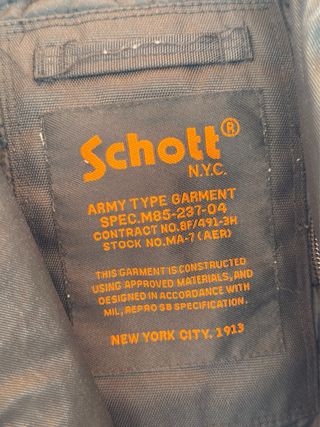 Schott®
N.Y.C.
ARMY TYPE GARMENT
SPEC.M85-237-04
CONTRACT NO.8F/491-3H
STOCK NO.MA-7 (AER)
THIS GARMENT IS CONSTRUCTED
USING APPROVED MATERIALS, AND
DESIGNED IN ACCORDANCE WITH
MIL, REPRO SB SPECIFICATION.
NEW YORK CITY. 1913